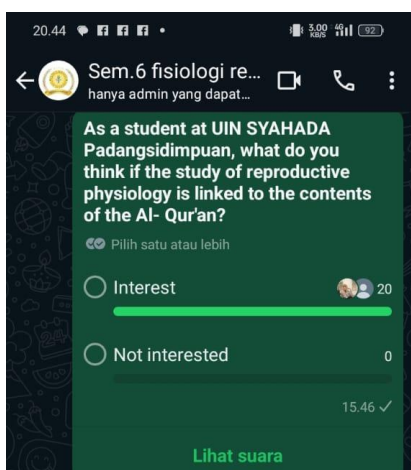 20.44
3.00 KB/S 4G 92
Sem.6 fisiologi re...
hanya admin yang dapat...
As a student at UIN SYAHADA
Padangsidimpuan, what do you
think if the study of reproductive
physiology is linked to the contents
of the Al- Qur'an?
Pilih satu atau lebih
Interest 20
Not interested 0
15.46
Lihat suara